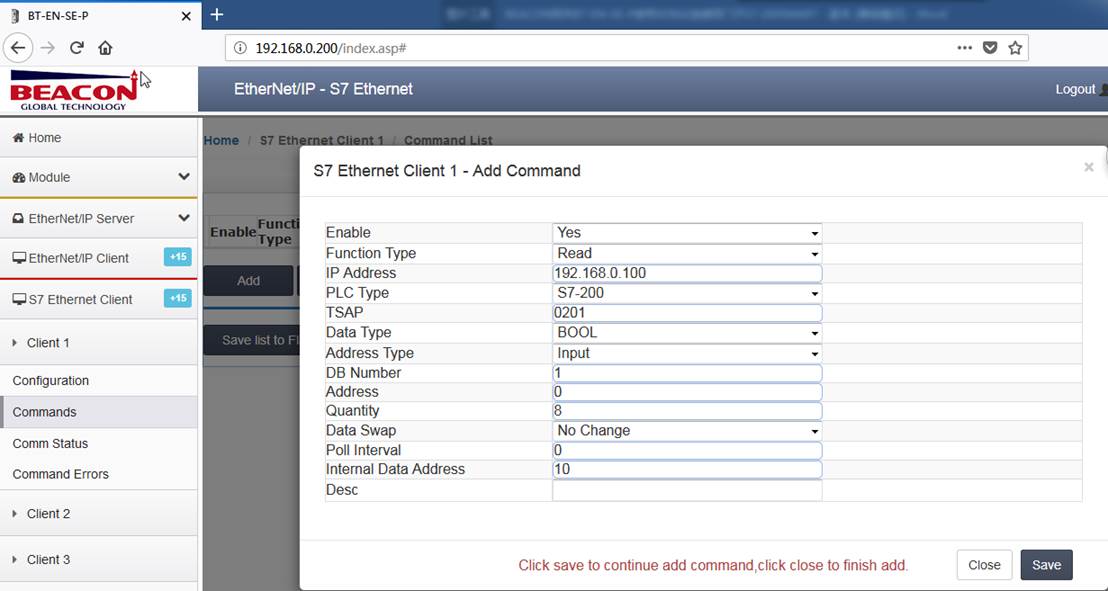 BT-EN-SE-P
192.168.0.200/index.asp#
BEACON
GLOBAL TECHNOLOGY
EtherNet/IP - S7 Ethernet
Logout
Home
Module
EtherNet/IP Server
EtherNet/IP Client +15
S7 Ethernet Client +15
Client 1
Configuration
Commands
Comm Status
Command Errors
Client 2
Client 3
Home / S7 Ethernet Client 1 / Command List
Enable Functi
Type
Add
Save list to Fl
S7 Ethernet Client 1 - Add Command
Enable Yes
Function Type Read
IP Address 192.168.0.100
PLC Type S7-200
TSAP 0201
Data Type BOOL
Address Type Input
DB Number 1
Address 0
Quantity 8
Data Swap No Change
Poll Interval 0
Internal Data Address 10
Desc
Click save to continue add command,click close to finish add.
Close
Save